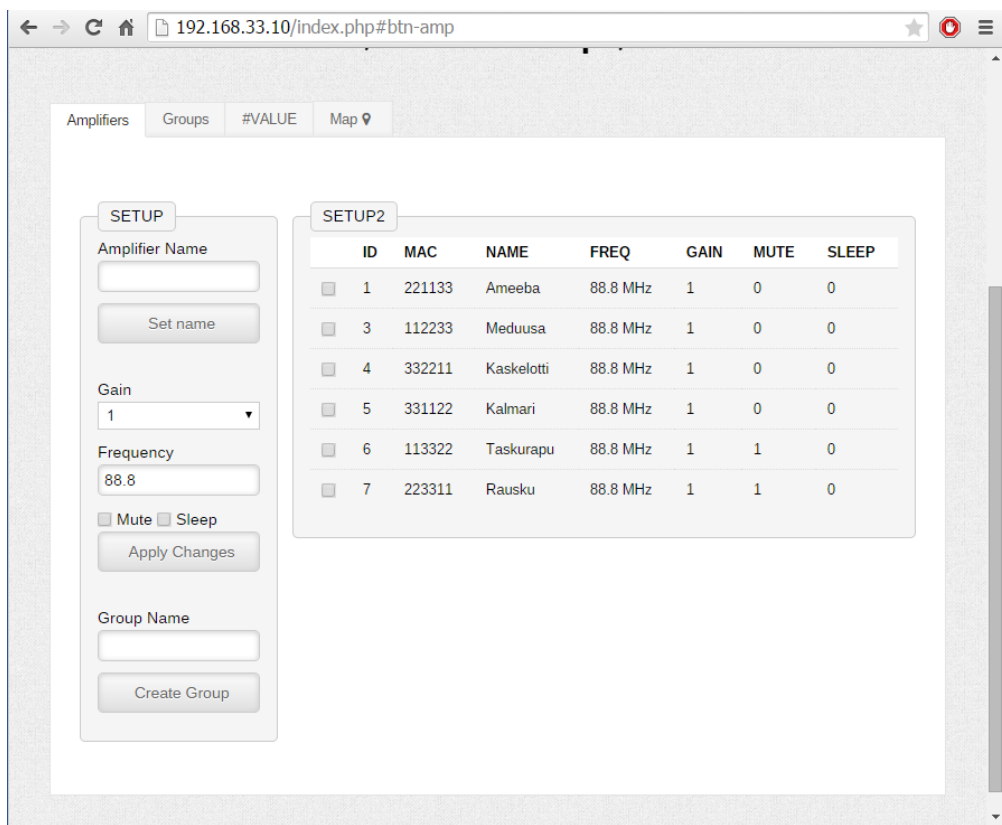 192.168.33.10/index.php#btn-amp
Amplifiers Groups #VALUE Map
SETUP
Amplifier Name
Set name
Gain
1
Frequency
88.8
Mute Sleep
Apply Changes
Group Name
Create Group
SETUP2
ID MAC NAME FREQ GAIN MUTE SLEEP
1 221133 Ameeba 88.8 MHz 1 0 0
3 112233 Meduusa 88.8 MHz 1 0 0
4 332211 Kaskelotti 88.8 MHz 1 0 0
5 331122 Kalmari 88.8 MHz 1 0 0
6 113322 Taskurapu 88.8 MHz 1 1 0
7 223311 Rausku 88.8 MHz 1 1 0